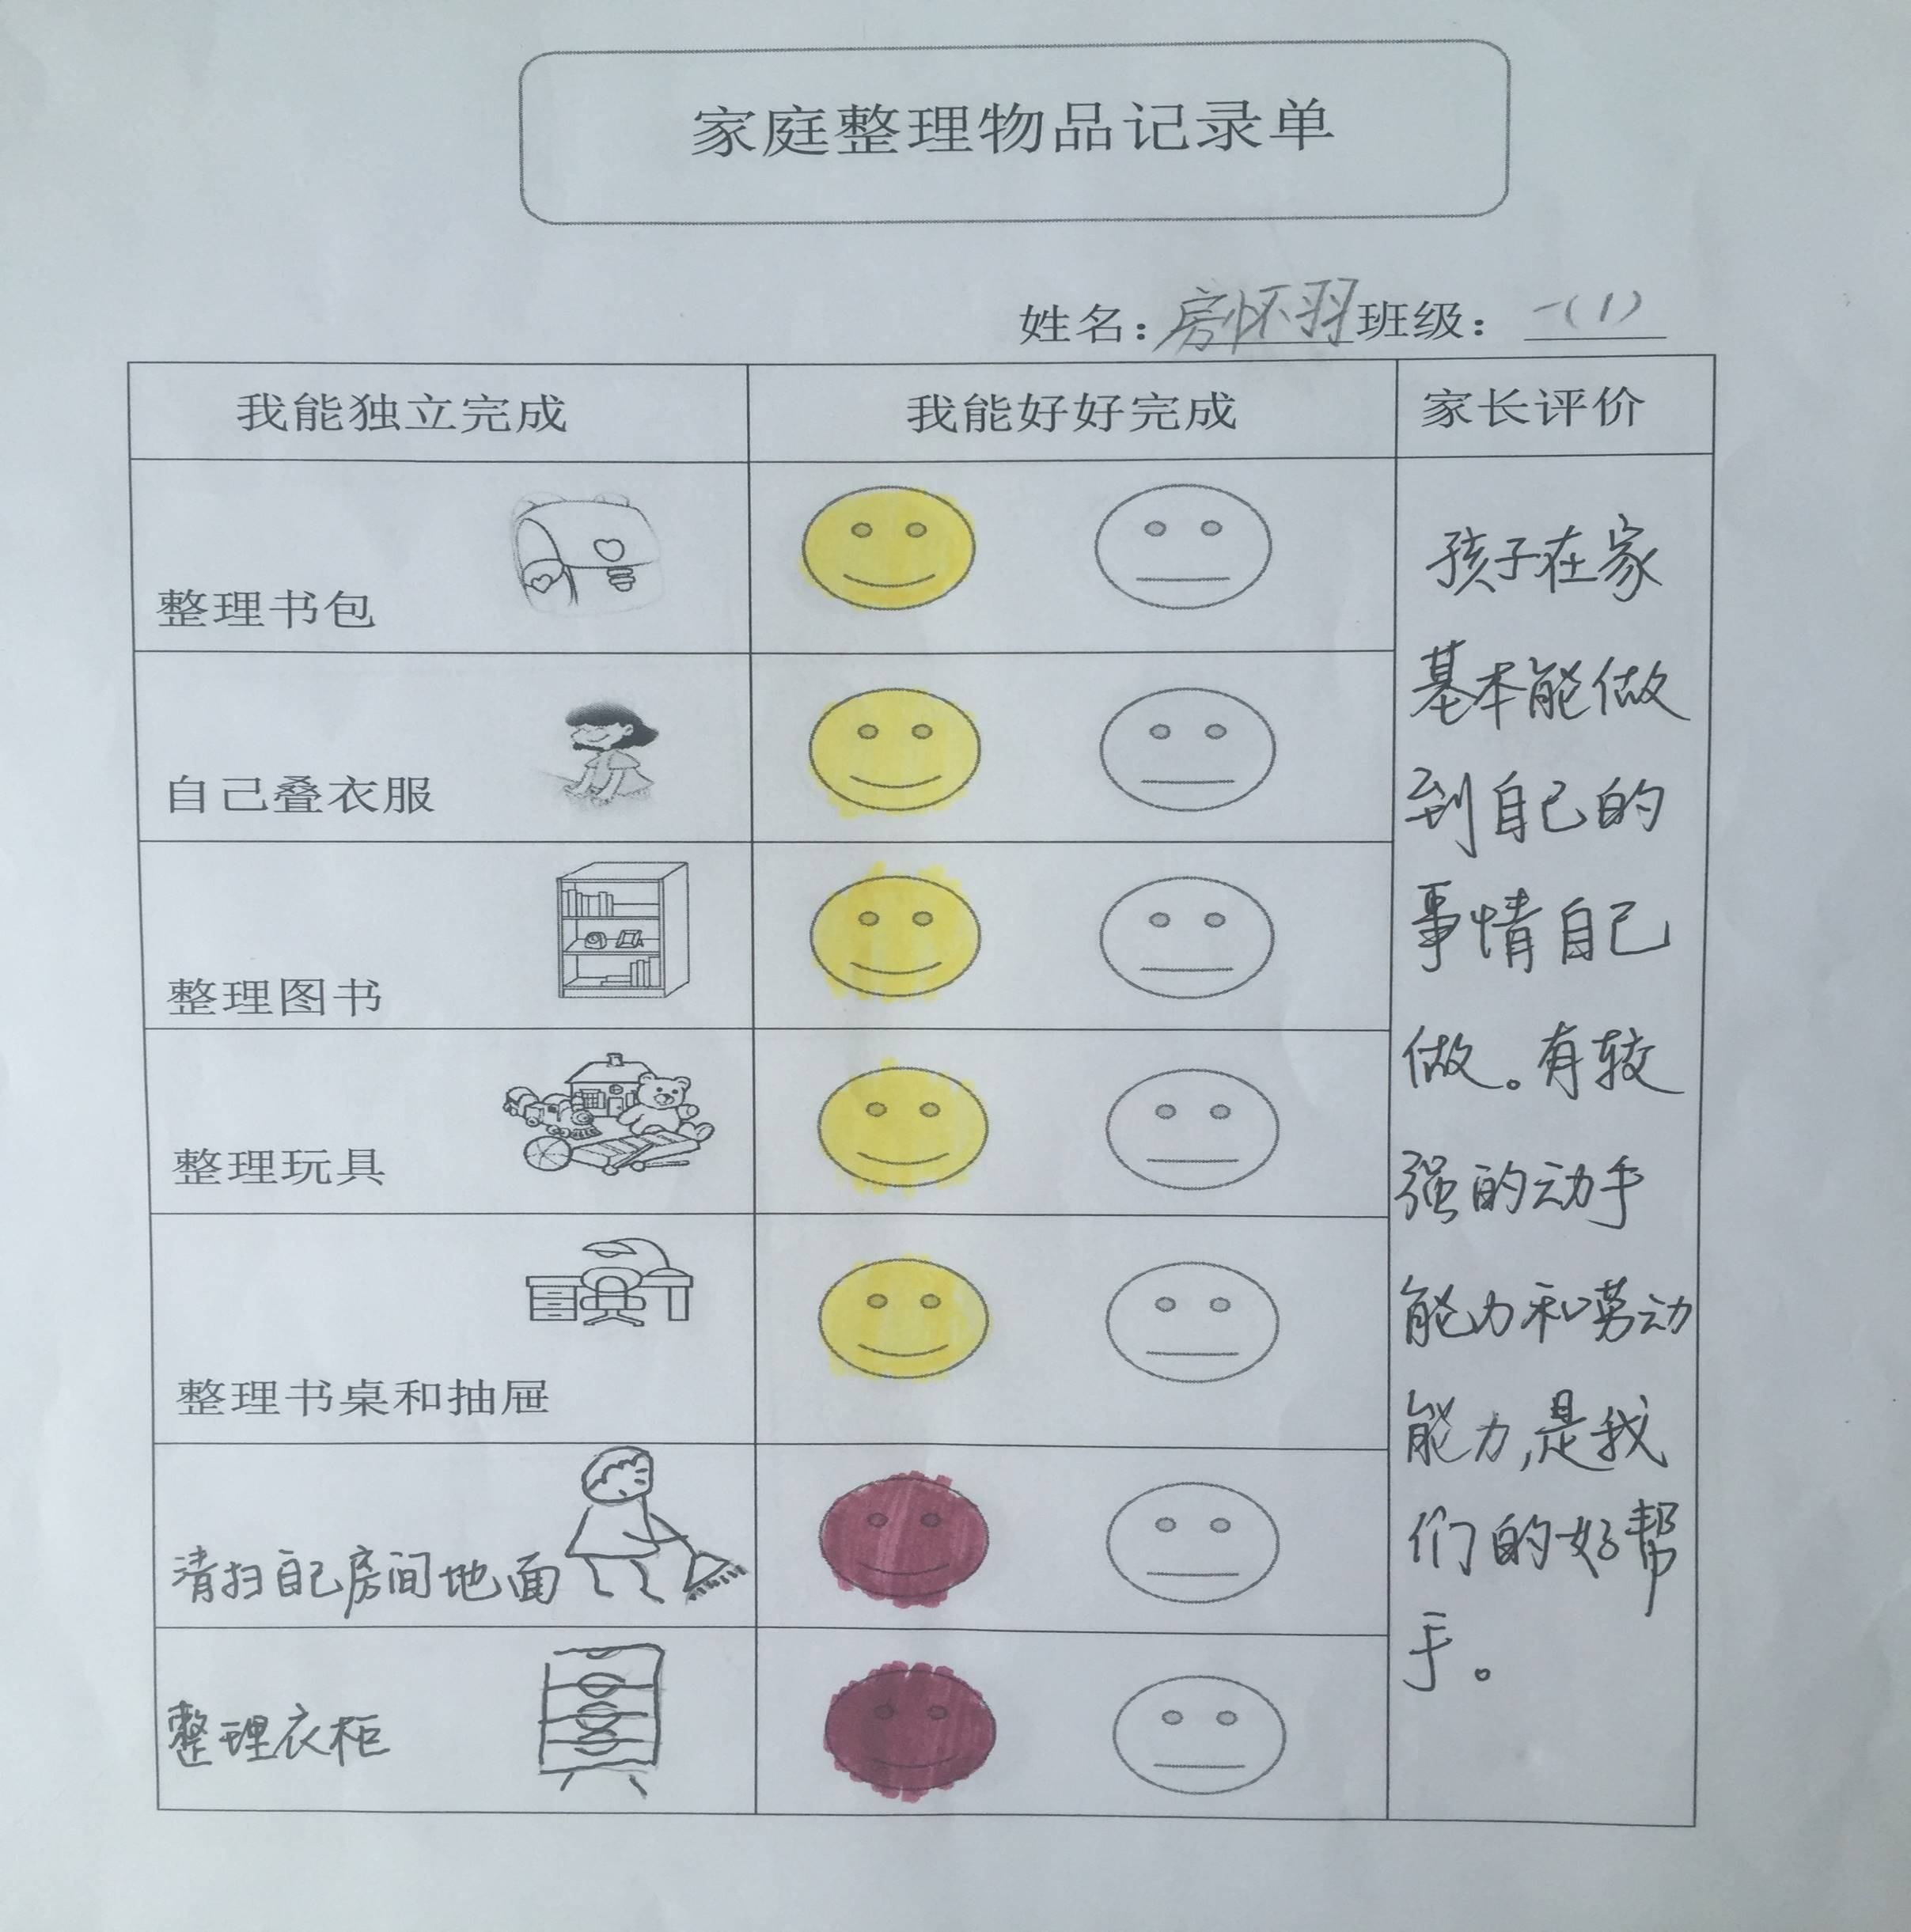 家庭整理物品记录单
姓名：房怀羽班级：一（1）
我能独立完成
我能好好完成
家长评价
整理书包
自己叠衣服
整理图书
整理玩具
整理书桌和抽屉
清扫自己房间地面
整理衣柜
孩子在家
基本能做
到自己的
事情自己
做。有较
强的动手
能力和劳动
能力,是我
们的好帮
手。